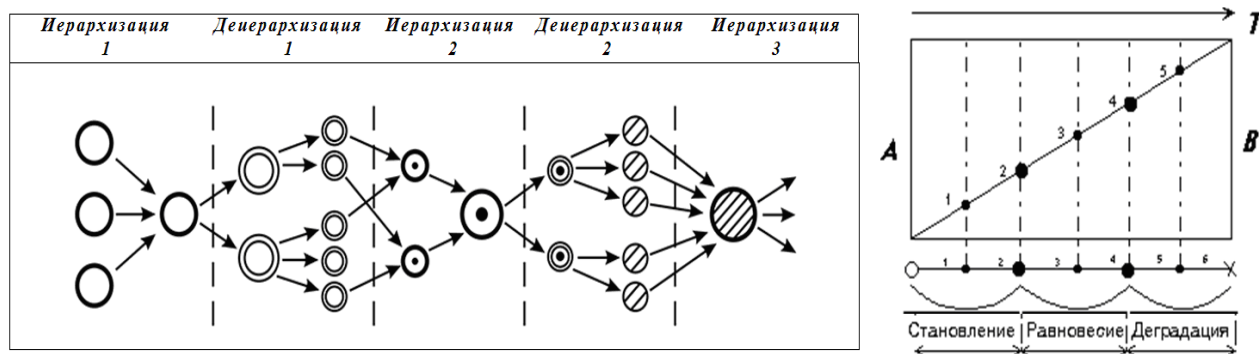 Иерархизация Деиерархизация Иерархизация Деиерархизация Иерархизация
1 1 2 2 3
T
A
B
1
2
3
4
5
1 2 3 4 5 6
Становление Равновесие Деградация